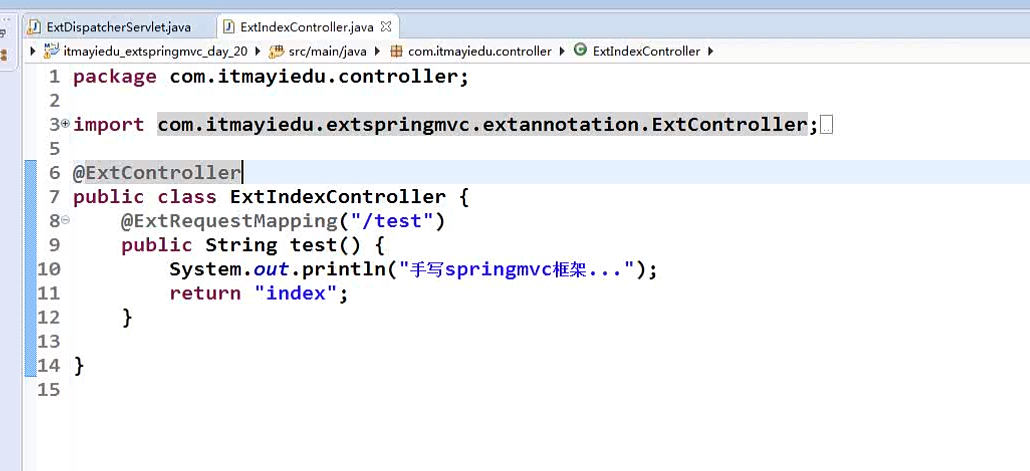 ExtDispatcherServlet.java ExtIndexController.java
itmayiedu_extspringmvc_day_20 src/main/java com.itmayiedu.controller ExtIndexController
1 package com.itmayiedu.controller;
2
3 import com.itmayiedu.extspringmvc.extannotation.ExtController;
5
6 @ExtController
7 public class ExtIndexController {
8 @ExtRequestMapping("/test")
9 public String test() {
10 System.out.println("手写springmvc框架...");
11 return "index";
12 }
13
14 }
15